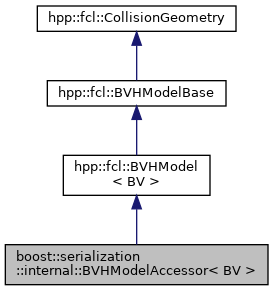 hpp::fcl::CollisionGeometry
hpp::fcl::BVHModelBase
hpp::fcl::BVHModel
< BV >
boost::serialization
::internal::BVHModelAccessor< BV >